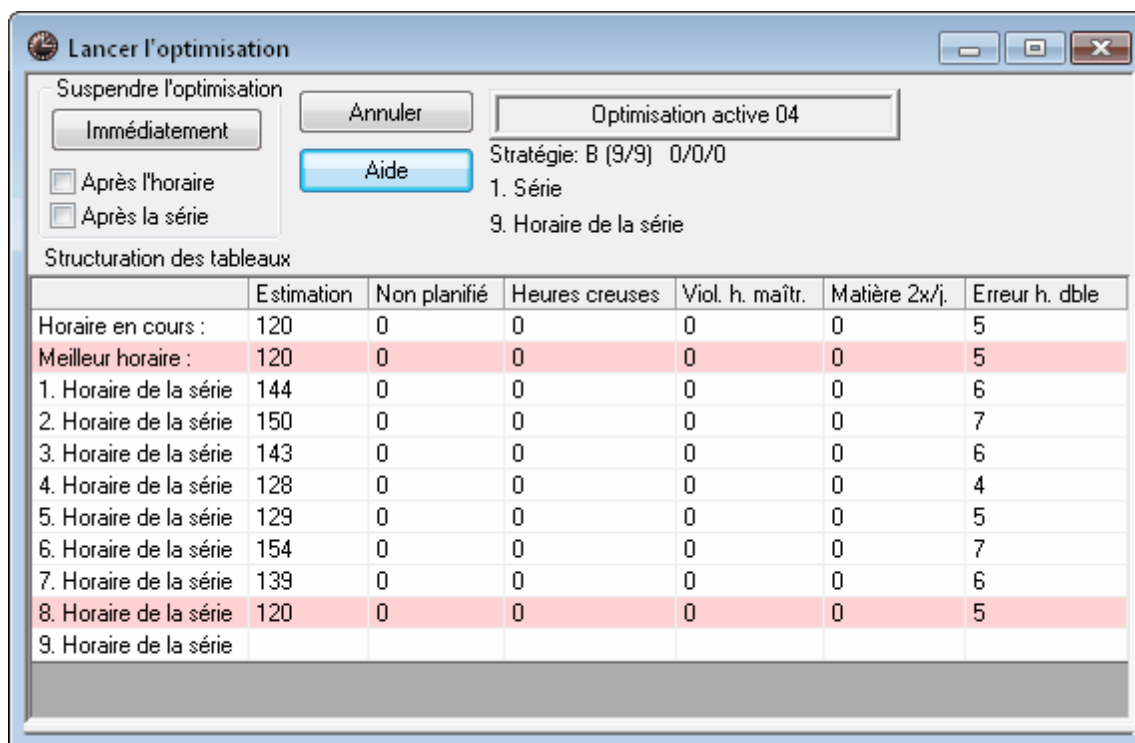 Lancer l'optimisation
Suspendre l'optimisation
Immédiatement
Après l'horaire
Après la série
Annuler
Aide
Optimisation active 04
Stratégie: B (9/9) 0/0/0
1. Série
9. Horaire de la série
Structuration des tableaux
Estimation Non planifié Heures creuses Viol. h. maîtr. Matière 2x/j. Erreur h. dble
Horaire en cours : 120 0 0 0 0 5
Meilleur horaire : 120 0 0 0 0 5
1. Horaire de la série 144 0 0 0 0 6
2. Horaire de la série 150 0 0 0 0 7
3. Horaire de la série 143 0 0 0 0 6
4. Horaire de la série 128 0 0 0 0 4
5. Horaire de la série 129 0 0 0 0 5
6. Horaire de la série 154 0 0 0 0 7
7. Horaire de la série 139 0 0 0 0 6
8. Horaire de la série 120 0 0 0 0 5
9. Horaire de la série